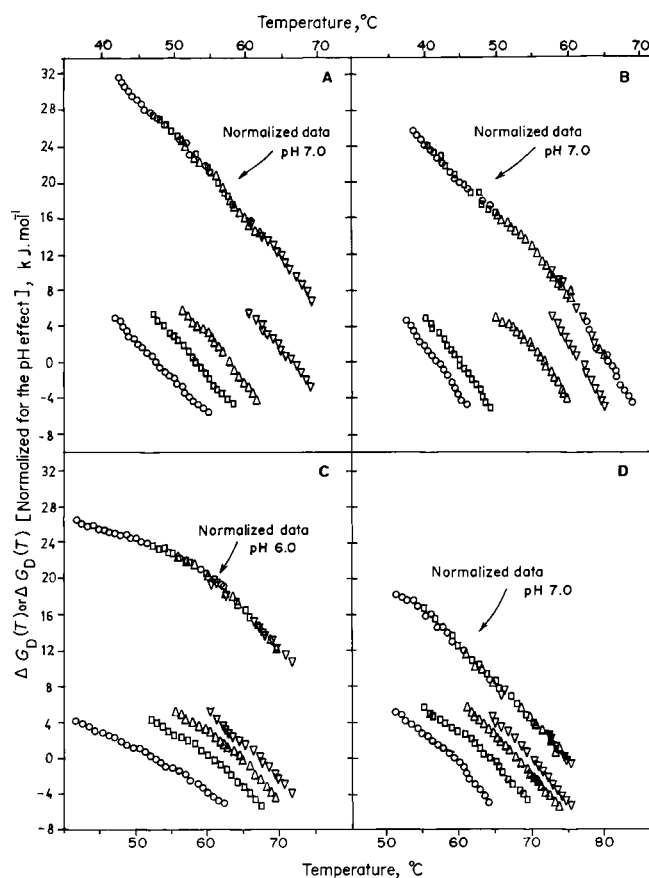 Temperature, °C
40 50 60 70
40 50 60 70
A
B
32
28
24
20
16
12
8
4
0
-4
-8
Normalized data
pH 7.0
Normalized data
pH 7.0
C
D
32
28
24
20
16
12
8
4
0
-4
-8
Normalized data
pH 6.0
Normalized data
pH 7.0
ΔG_D(T) or ΔG_D(T) [Normalized for the pH effect], kJ.mol⁻¹
50 60 70
50 60 70 80
Temperature, °C